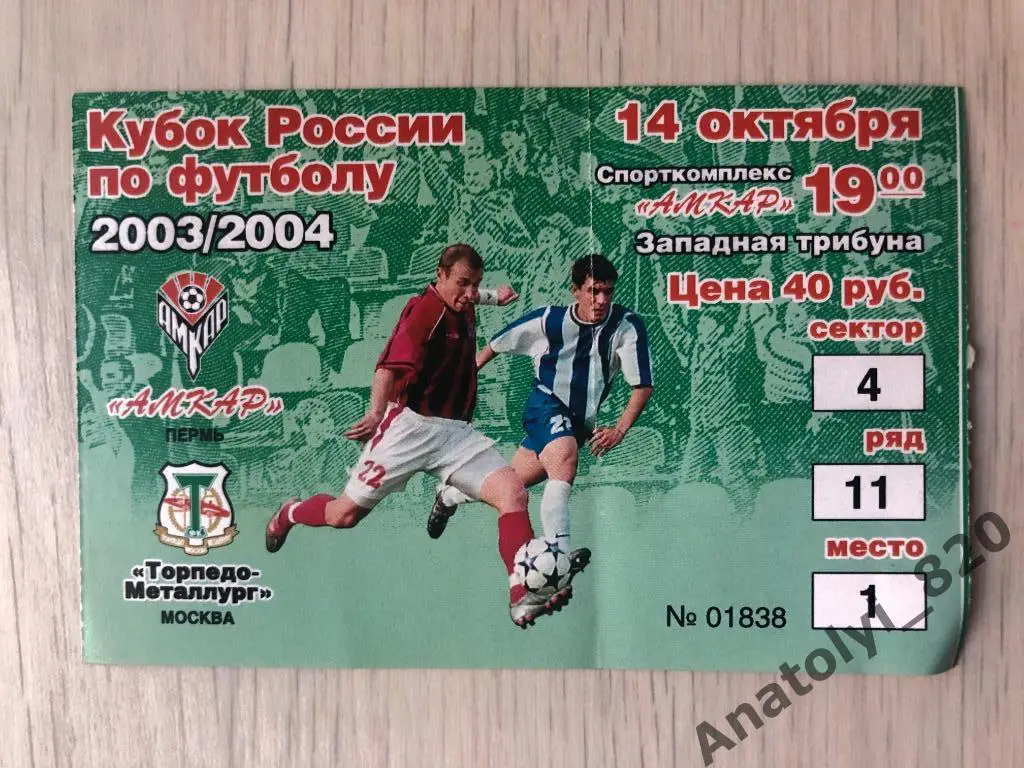 Кубок России
по футболу
2003/2004
АМКАР
«АМКАР»
ПЕРМЬ
Т
«Торпедо-
Металлург»
МОСКВА
22
14 октября
Спорткомплекс
«АМКАР»
19 00
Западная трибуна
Цена 40 руб.
сектор
4
ряд
11
место
1
№ 01838
Anatolyi_820